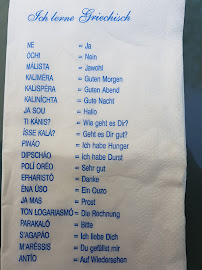 Ich lerne Griechisch
NE = Ja
ÓCHI = Nein
MÁLISTA = Jawohl
KALIMÉRA = Guten Morgen
KALISPÉRA = Guten Abend
KALINÍCHTA = Gute Nacht
JA SOU = Hallo
TI KÁNIS? = Wie geht es Dir?
ÍSSE KALÁ? = Geht es Dir gut?
PINÁO = Ich habe Hunger
DIPSCHÁO = Ich habe Durst
POLÍ ORÉO = Sehr gut
EFHARISTÓ = Danke
ÉNA ÚSO = Ein Ouzo
JA MAS = Prost
TON LOGARIASMÓ = Die Rechnung
PARAKALÓ = Bitte
S'AGAPÁO = Ich liebe Dich
M'ARÉSSIS = Du gefällst mir
ANTÍO = Auf Wiedersehen